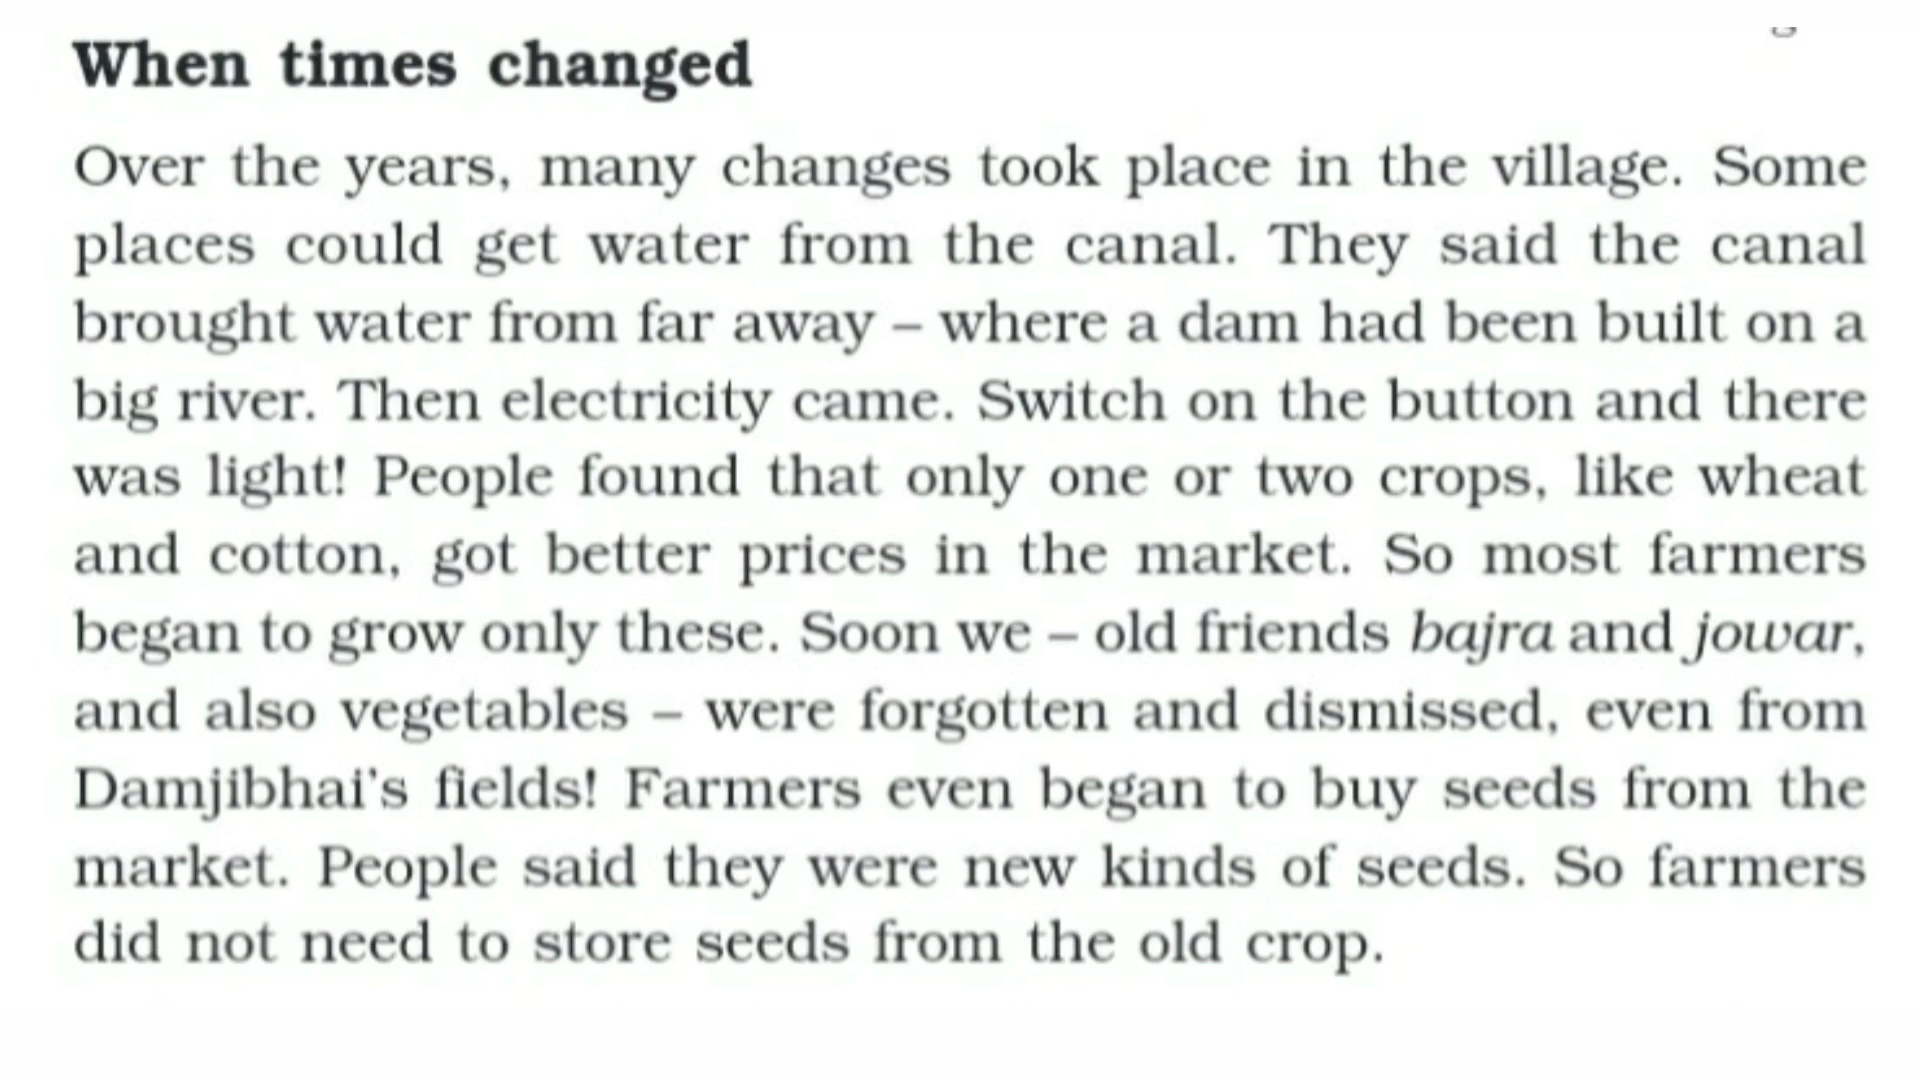 When times changed
Over the years, many changes took place in the village. Some
places could get water from the canal. They said the canal
brought water from far away – where a dam had been built on a
big river. Then electricity came. Switch on the button and there
was light! People found that only one or two crops, like wheat
and cotton, got better prices in the market. So most farmers
began to grow only these. Soon we – old friends bajra and jowar,
and also vegetables – were forgotten and dismissed, even from
Damjibhai's fields! Farmers even began to buy seeds from the
market. People said they were new kinds of seeds. So farmers
did not need to store seeds from the old crop.